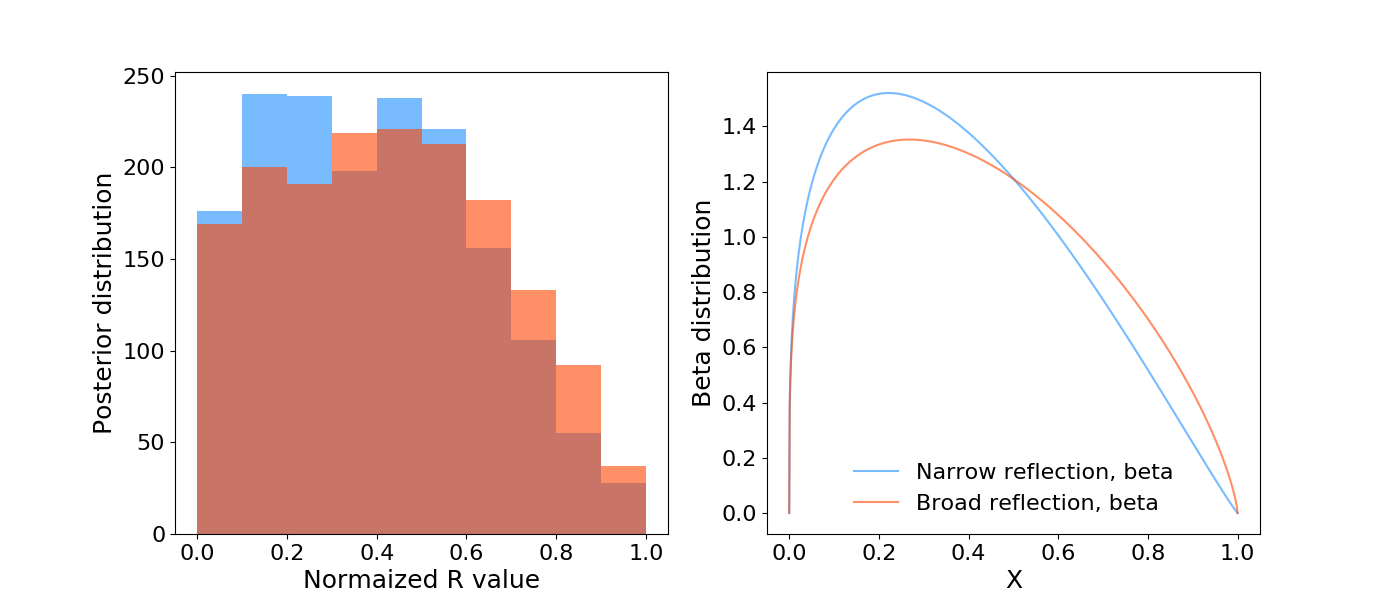 250
200
150
100
50
0
Posterior distribution
0.0 0.2 0.4 0.6 0.8 1.0
Normaized R value
1.4
1.2
1.0
0.8
0.6
0.4
0.2
0.0
Beta distribution
Narrow reflection, beta
Broad reflection, beta
0.0 0.2 0.4 0.6 0.8 1.0
X